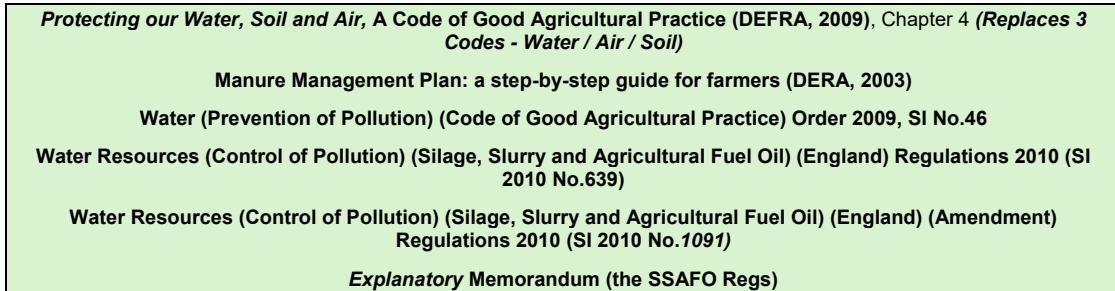 Protecting our Water, Soil and Air, A Code of Good Agricultural Practice (DEFRA, 2009), Chapter 4 (Replaces 3
Codes - Water / Air / Soil)
Manure Management Plan: a step-by-step guide for farmers (DERA, 2003)
Water (Prevention of Pollution) (Code of Good Agricultural Practice) Order 2009, SI No.46
Water Resources (Control of Pollution) (Silage, Slurry and Agricultural Fuel Oil) (England) Regulations 2010 (SI
2010 No.639)
Water Resources (Control of Pollution) (Silage, Slurry and Agricultural Fuel Oil) (England) (Amendment)
Regulations 2010 (SI 2010 No.1091)
Explanatory Memorandum (the SSAFO Regs)